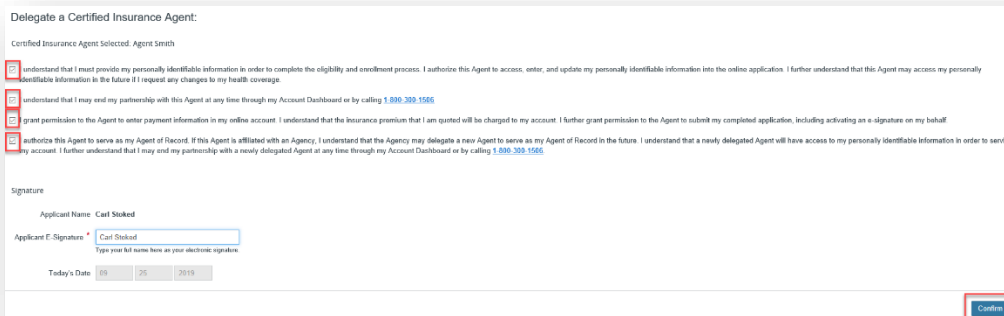 Delegate a Certified Insurance Agent:
Certified Insurance Agent Selected: Agent Smith
I understand that I must provide my personally identifiable information in order to complete the eligibility and enrollment process. I authorize this Agent to access, enter, and update my personally identifiable information into the online application. I further understand that this Agent may access my personally
identifiable information in the future if I request any changes to my health coverage.
understand that I may end my partnership with this Agent at any time through my Account Dashboard or by calling 1-800-300-1506
I grant permission to the Agent to enter payment information in my online account. I understand that the insurance premium that I am quoted will be charged to my account. I further grant permission to the Agent to submit my completed application, including activating an e-signature on my behalf.
authorize this Agent to serve as my Agent of Record. If this Agent is affiliated with an Agency, I understand that the Agency may delegate a new Agent to serve as my Agent of Record in the future. I understand that a newly delegated Agent will have access to my personally identifiable information in order to servi
my account. I further understand that I may end my partnership with a newly delegated Agent at any time through my Account Dashboard or by calling 1-800-300-1506
Signature
Applicant Name Carl Stoked
Applicant E-Signature * Carl Stoked
Type your full name here as your electronic signature
Today's Date 09 25 2019
Confirm